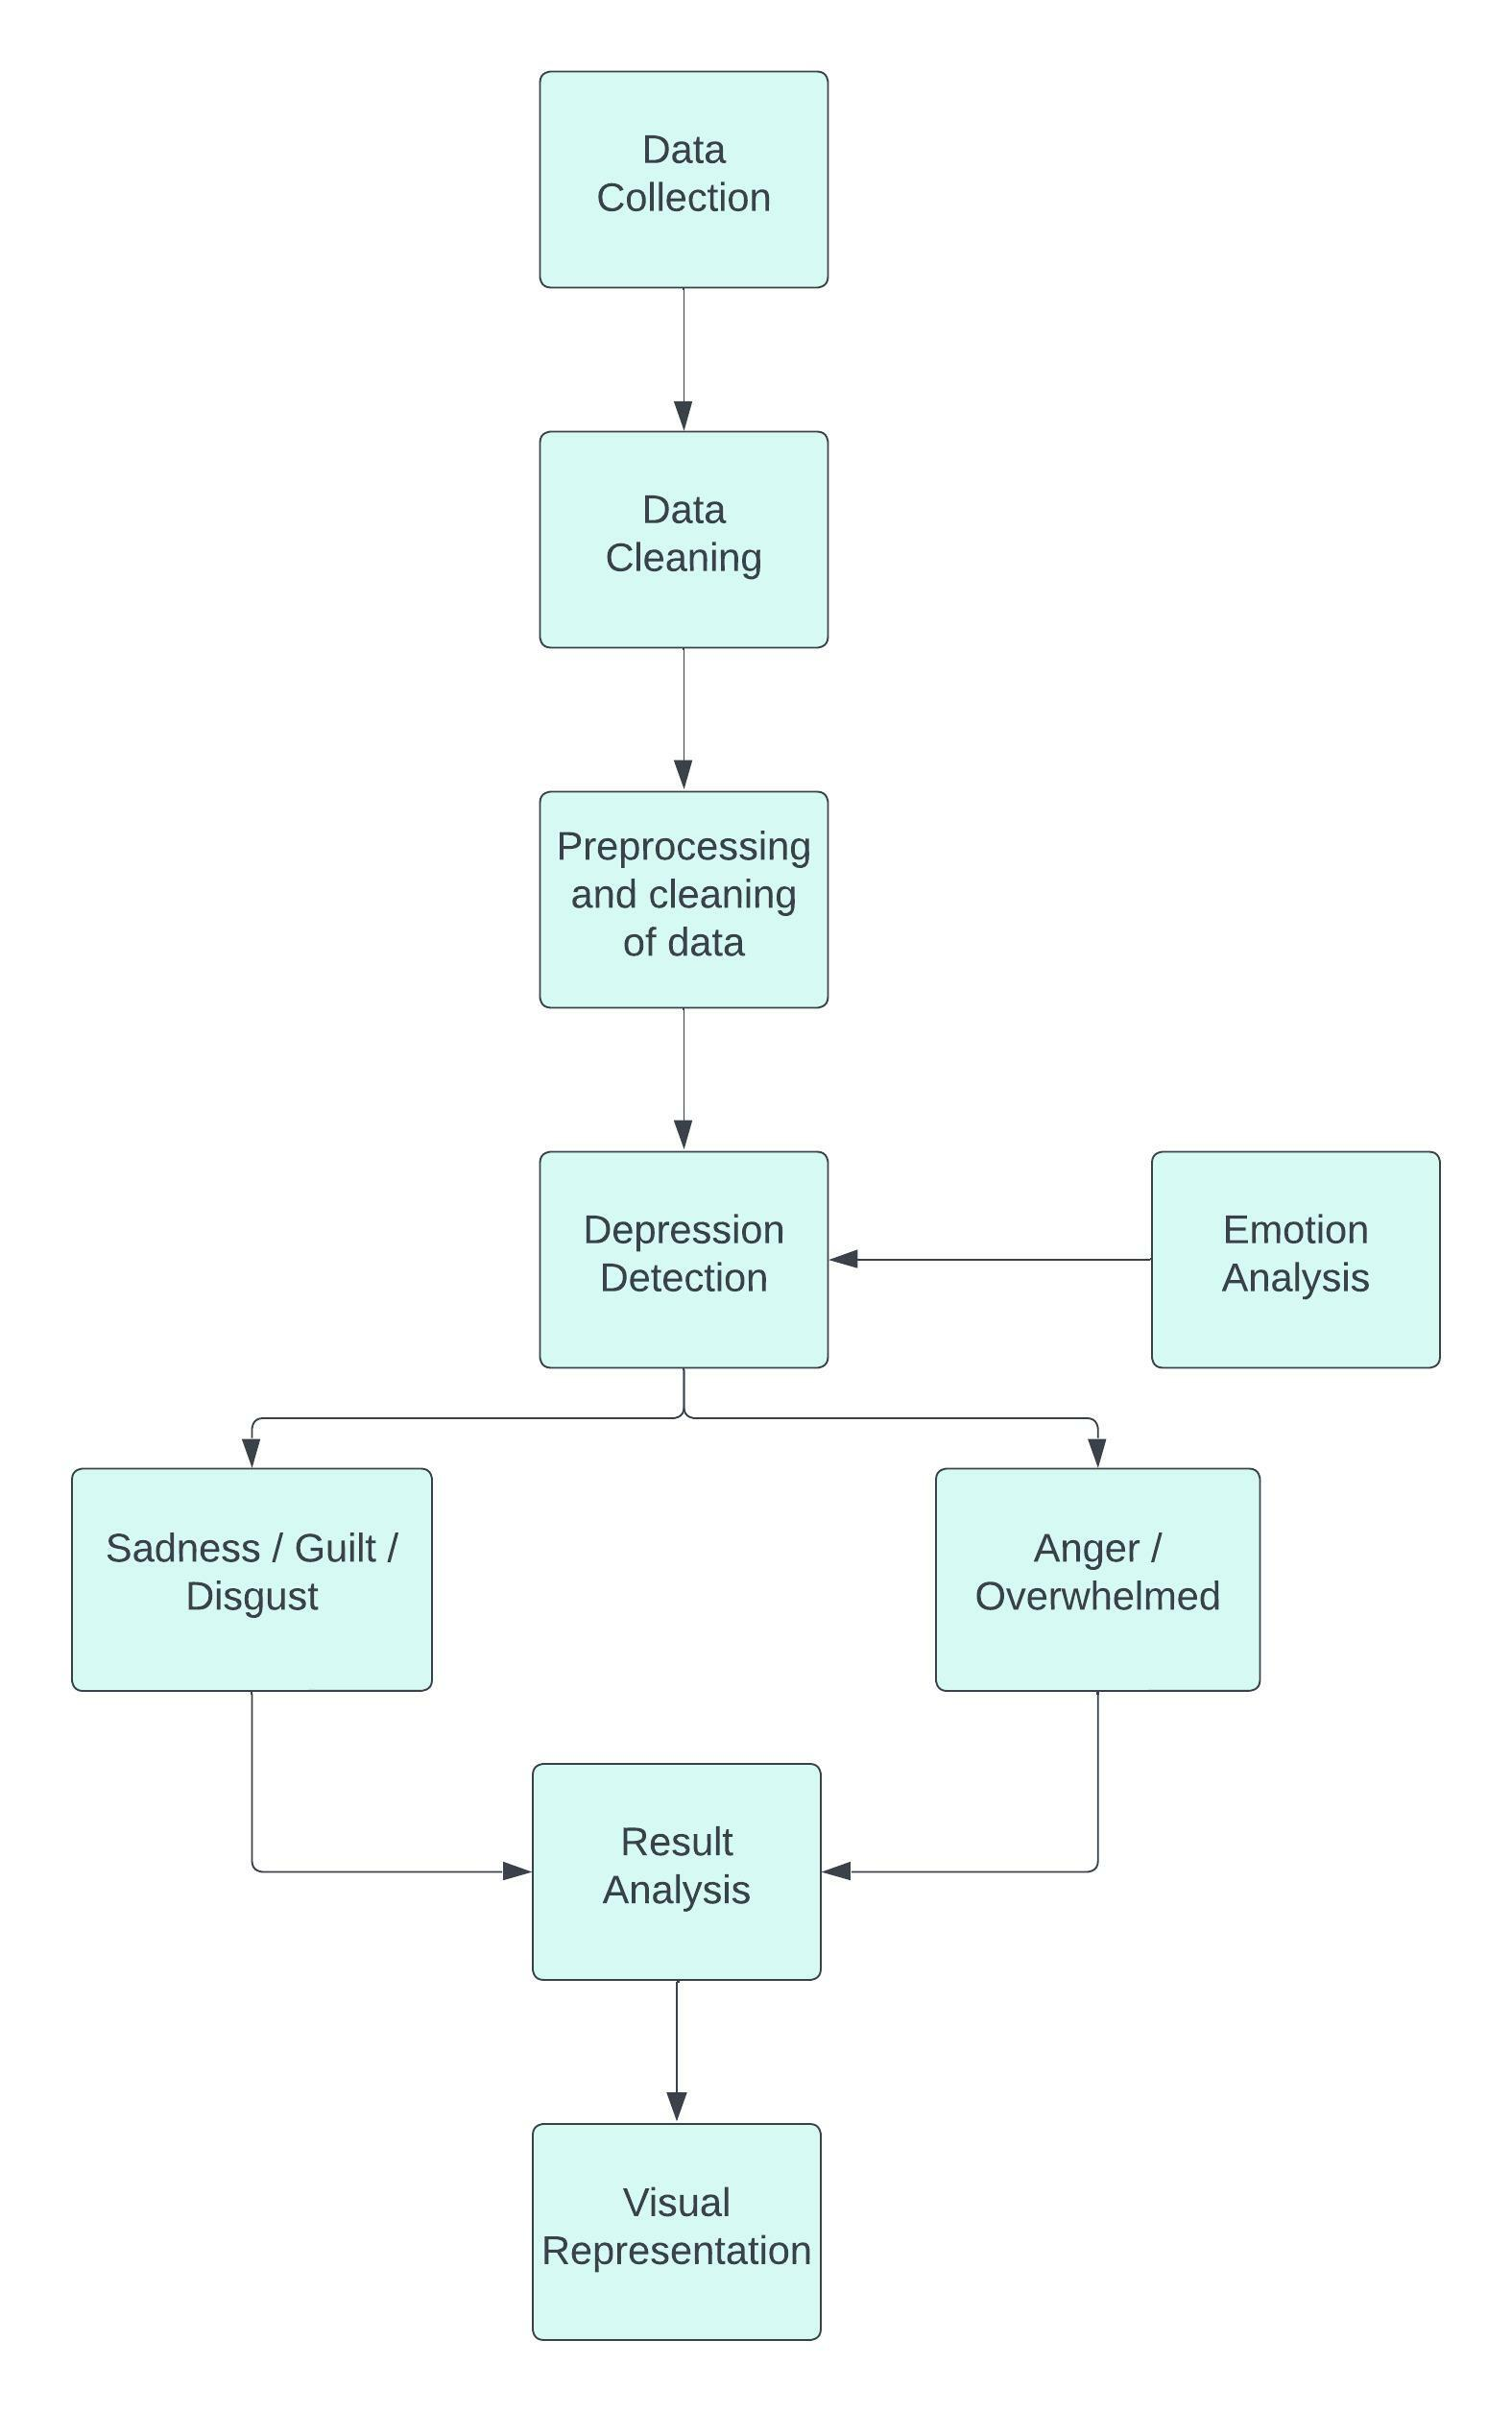 Data
Collection
Data
Cleaning
Preprocessing
and cleaning
of data
Depression
Detection
Emotion
Analysis
Sadness / Guilt /
Disgust
Anger /
Overwhelmed
Result
Analysis
Visual
Representation